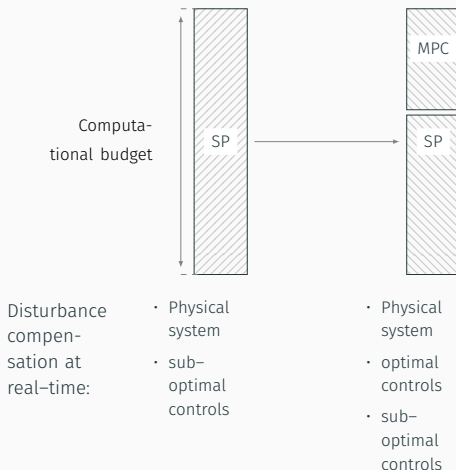 MPC
Computa-
tional budget
SP
SP
Disturbance
compen-
sation at
real–time:
· Physical
system
· sub–
optimal
controls
· Physical
system
· optimal
controls
· sub–
optimal
controls